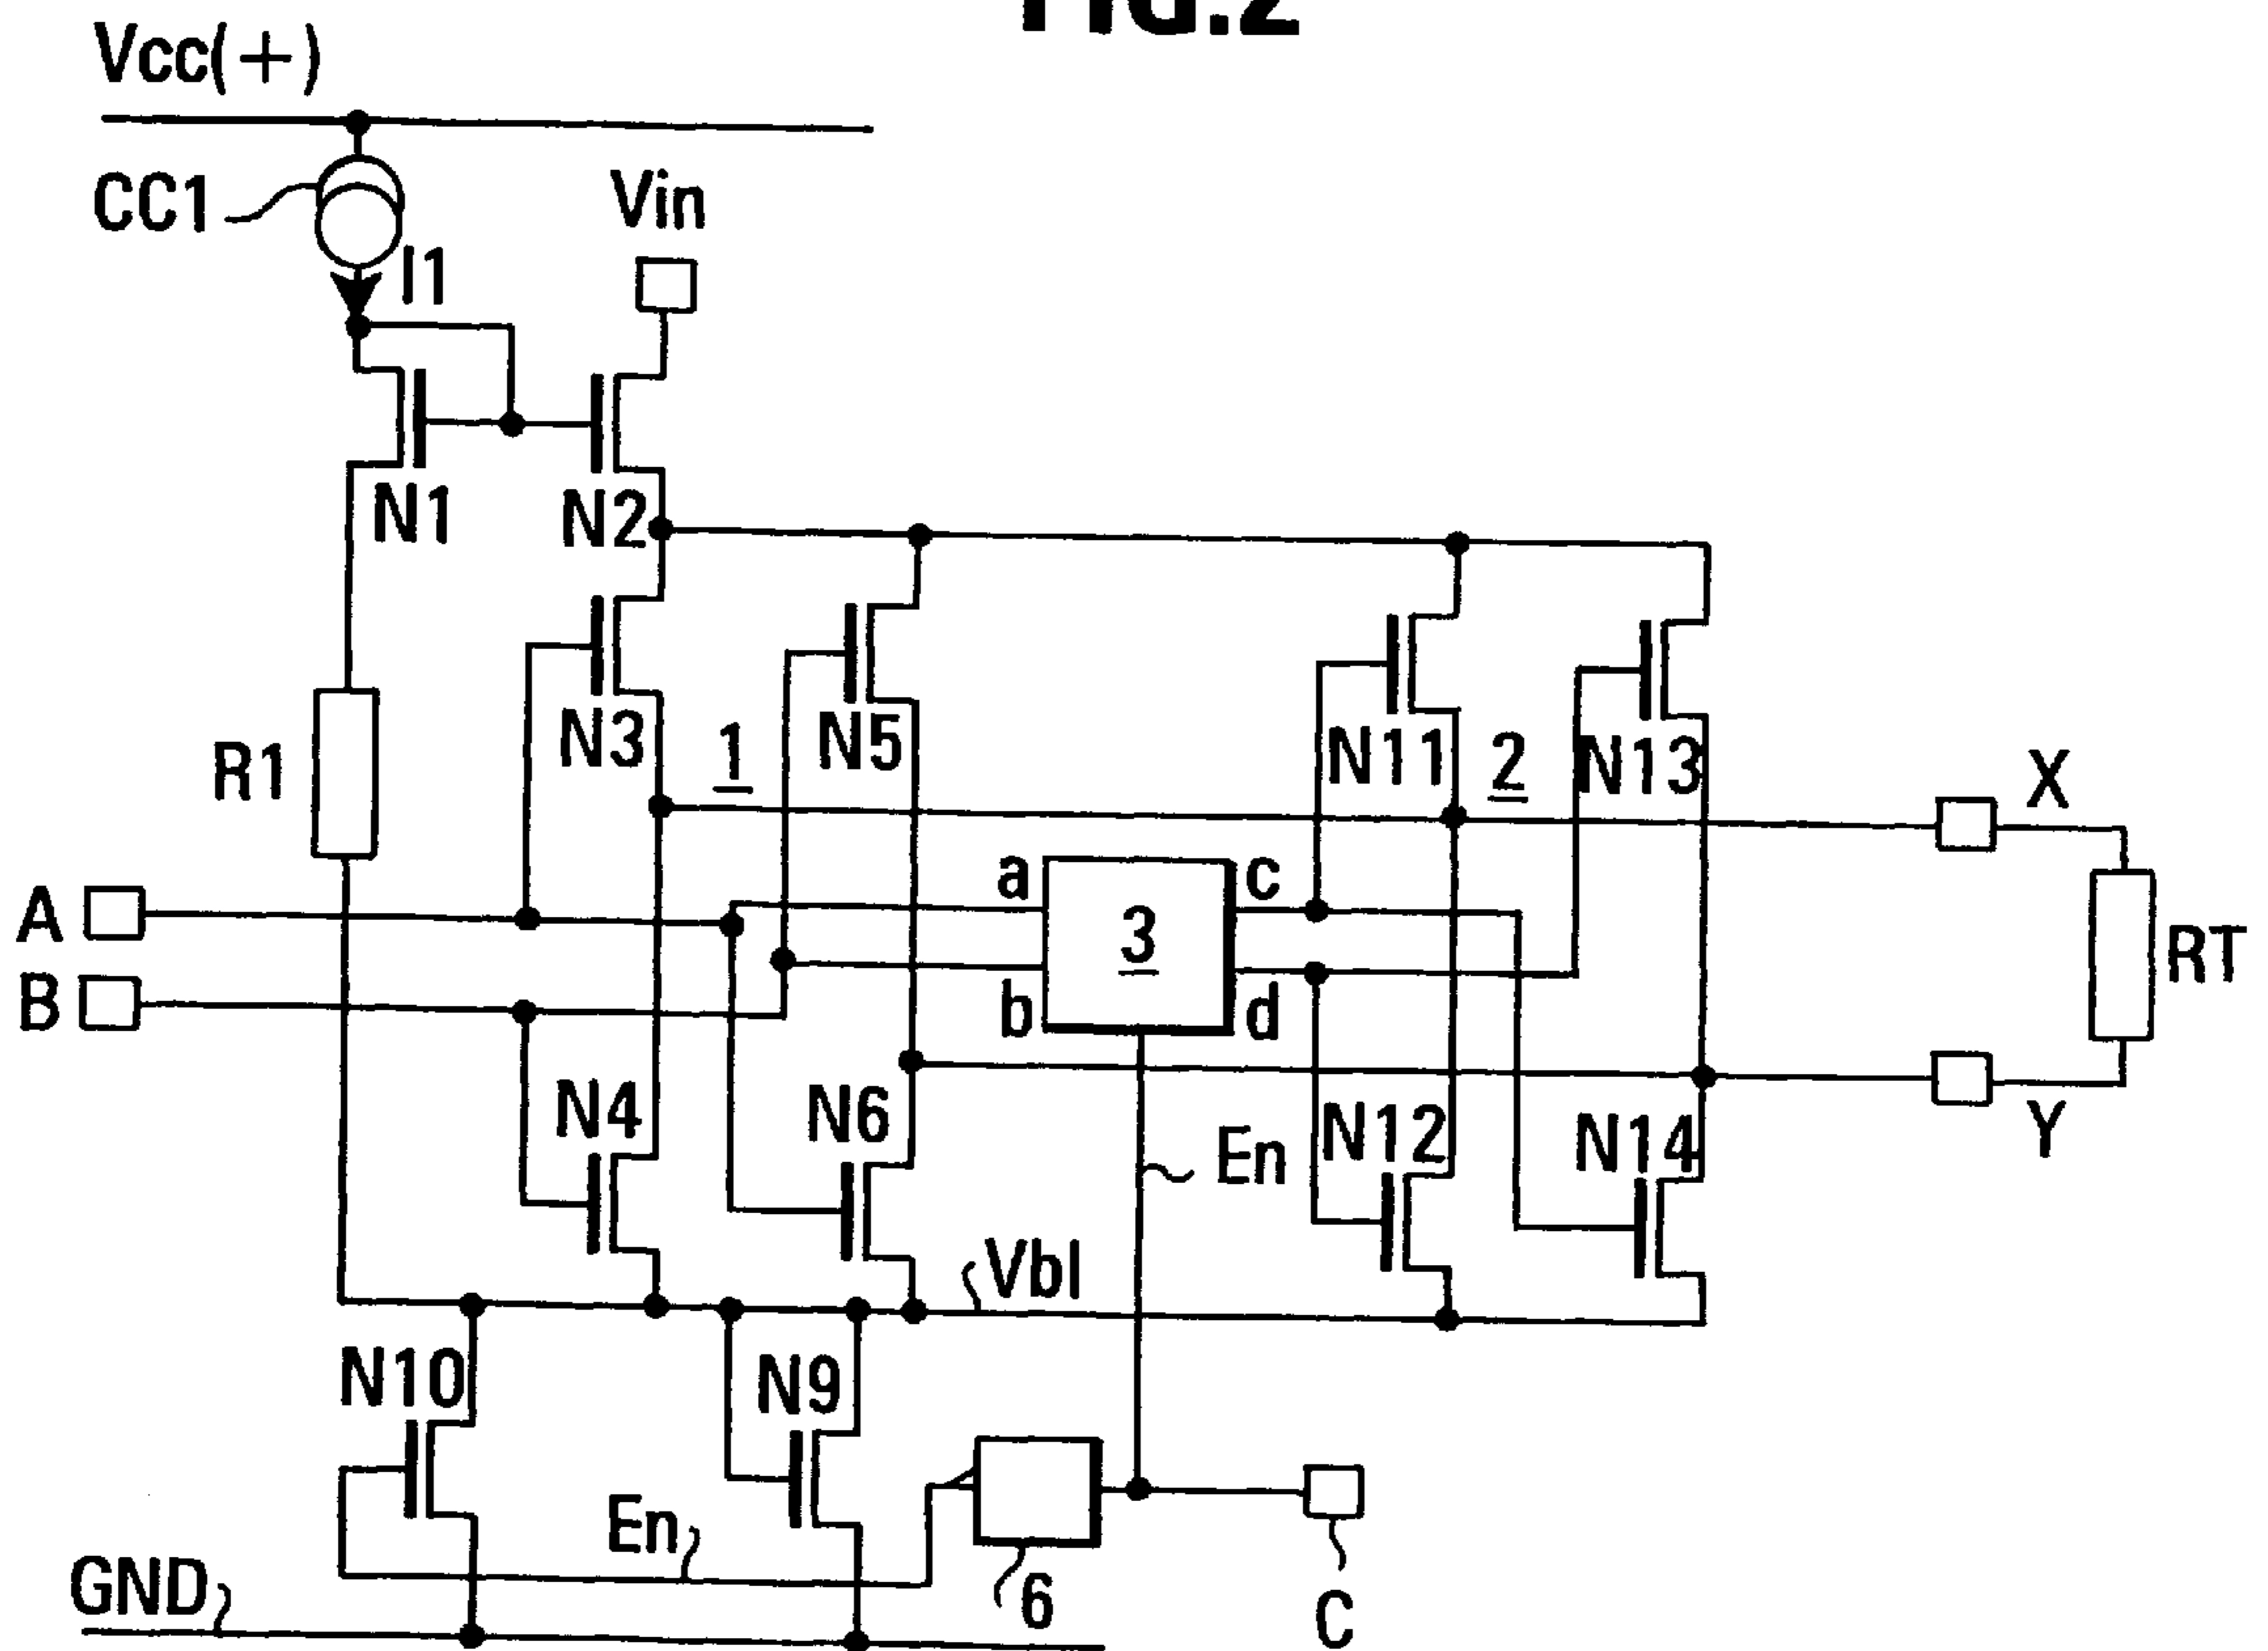 FIG.2
Vcc(+)
CC1
Vin
I1
N1
N2
N3
1
N5
N11
2
N13
X
R1
A
a
c
3
RT
B
b
d
N4
N6
En
N12
N14
Y
Vbl
N10
N9
En
GND
6
C